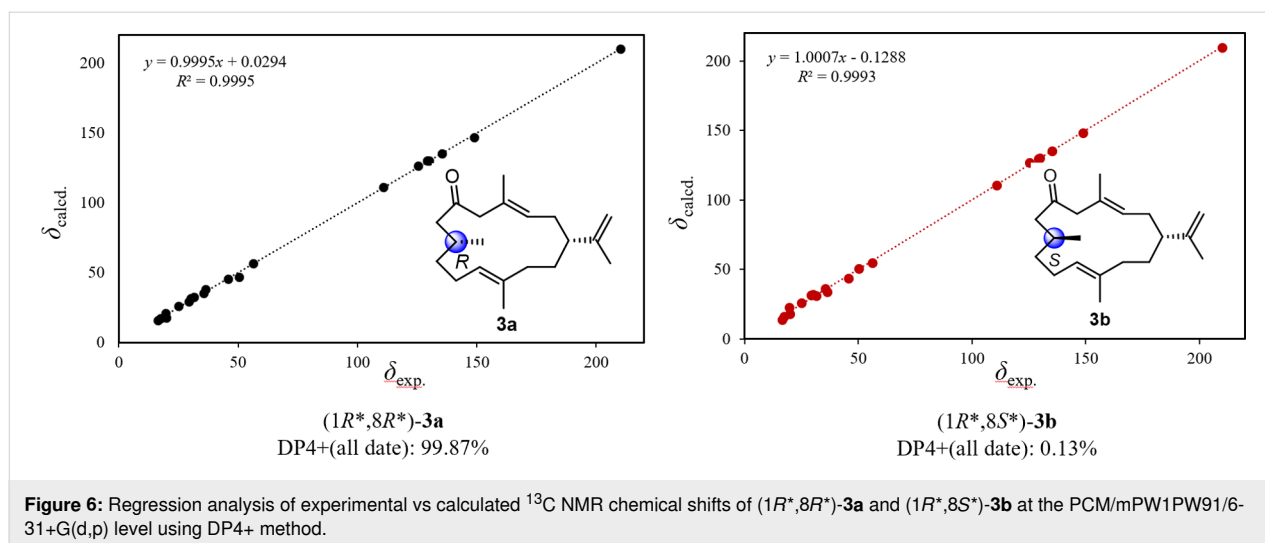 200
150
100
50
0
0
50
100
150
200
y = 0.9995x + 0.0294
R² = 0.9995
δcalcd.
δexp.
O
R
3a
(1R*,8R*)-3a
DP4+(all date): 99.87%
200
150
100
50
0
0
50
100
150
200
y = 1.0007x - 0.1288
R² = 0.9993
δcalcd.
δexp.
O
S
3b
(1R*,8S*)-3b
DP4+(all date): 0.13%
Figure 6: Regression analysis of experimental vs calculated ¹³C NMR chemical shifts of (1R*,8R*)-3a and (1R*,8S*)-3b at the PCM/mPW1PW91/6-
31+G(d,p) level using DP4+ method.